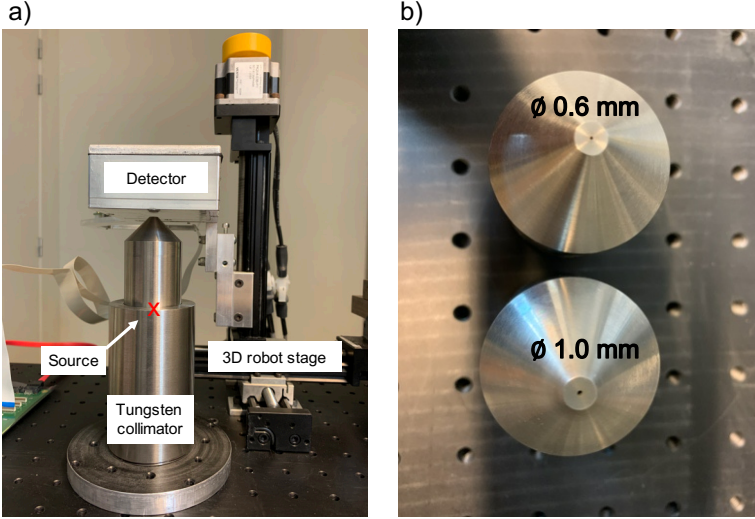 a)
b)
Detector
Source
3D robot stage
Tungsten
collimator
X
ø 0.6 mm
ø 1.0 mm